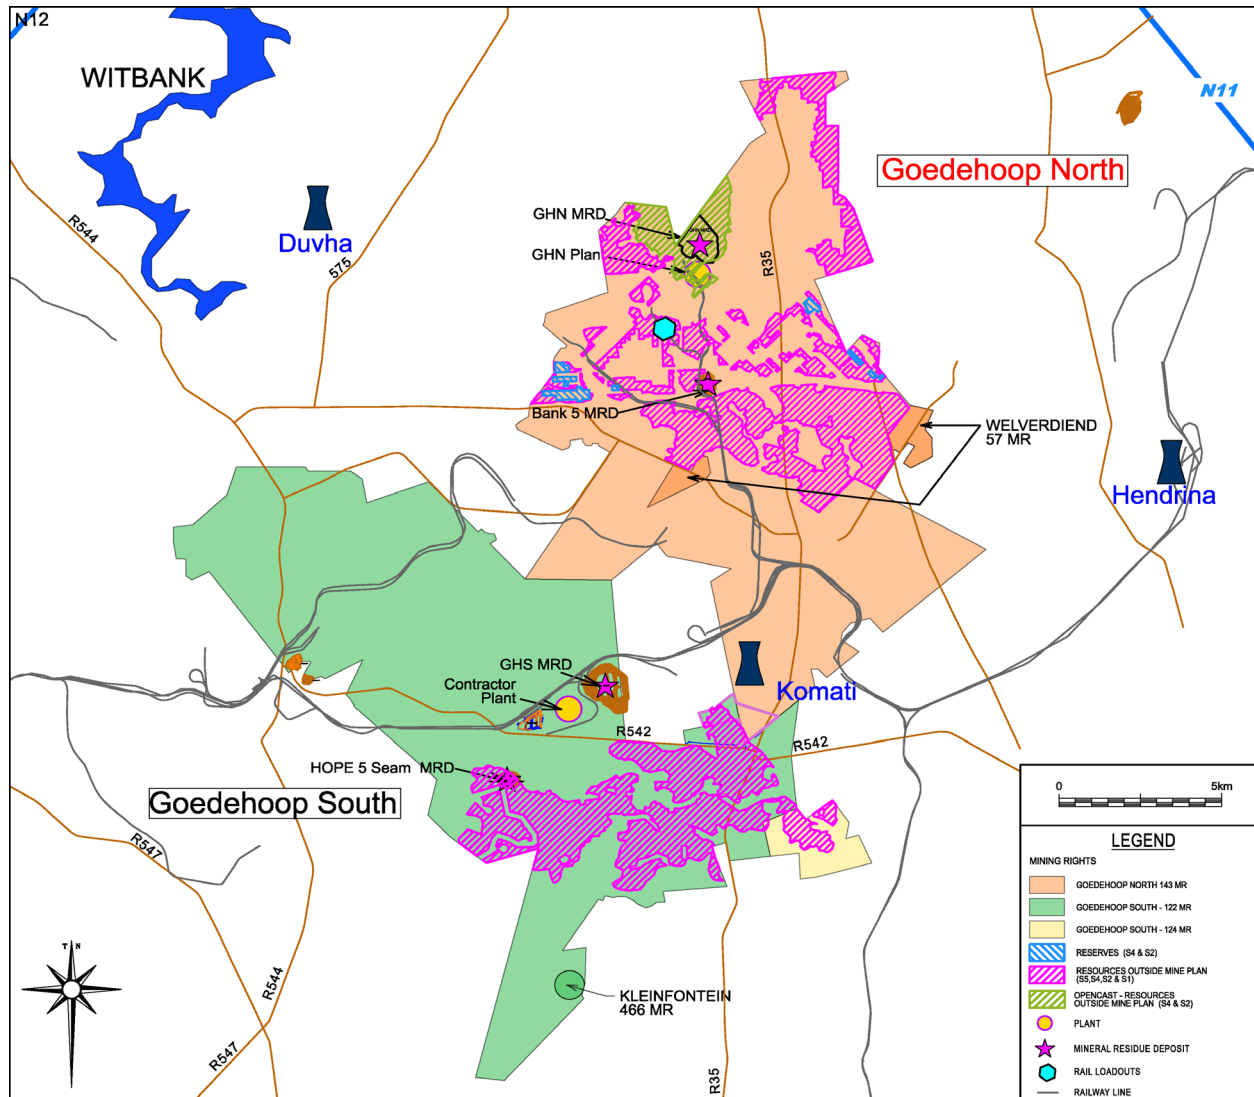 N12
WITBANK
N11
Goedehoop North
GHN MRD
GHN MRD
R544
Duvha
575
GHN Plan
R35
Bank 5 MRD
WELVERDIEND
57 MR
Hendrina
GHS MRD
Contractor
Plant
Komati
R542
R542
HOPE 5 Seam MRD
Goedehoop South
R547
R544
KLEINFONTEIN
466 MR
R547
R35
T N
0 5km
LEGEND
MINING RIGHTS
GOEDEHOOP NORTH 143 MR
GOEDEHOOP SOUTH - 122 MR
GOEDEHOOP SOUTH - 124 MR
RESERVES (S4 & S2)
RESOURCES OUTSIDE MINE PLAN
(S5,S4,S2 & S1)
OPENCAST - RESOURCES
OUTSIDE MINE PLAN (S4 & S2)
PLANT
MINERAL RESIDUE DEPOSIT
RAIL LOADOUTS
RAILWAY LINE